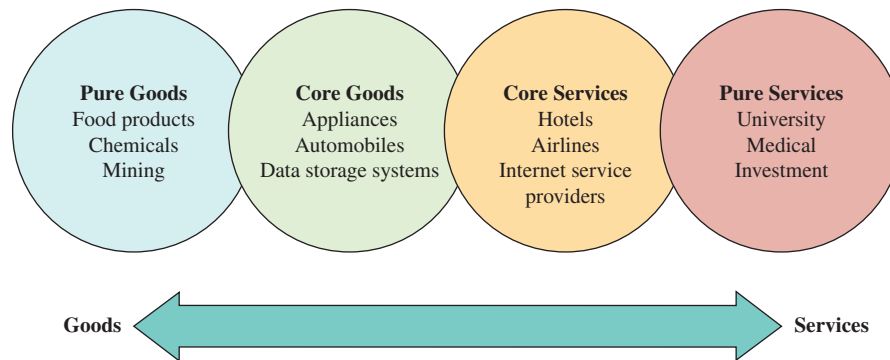 Pure Goods
Food products
Chemicals
Mining
Core Goods
Appliances
Automobiles
Data storage systems
Core Services
Hotels
Airlines
Internet service
providers
Pure Services
University
Medical
Investment
Goods
Services